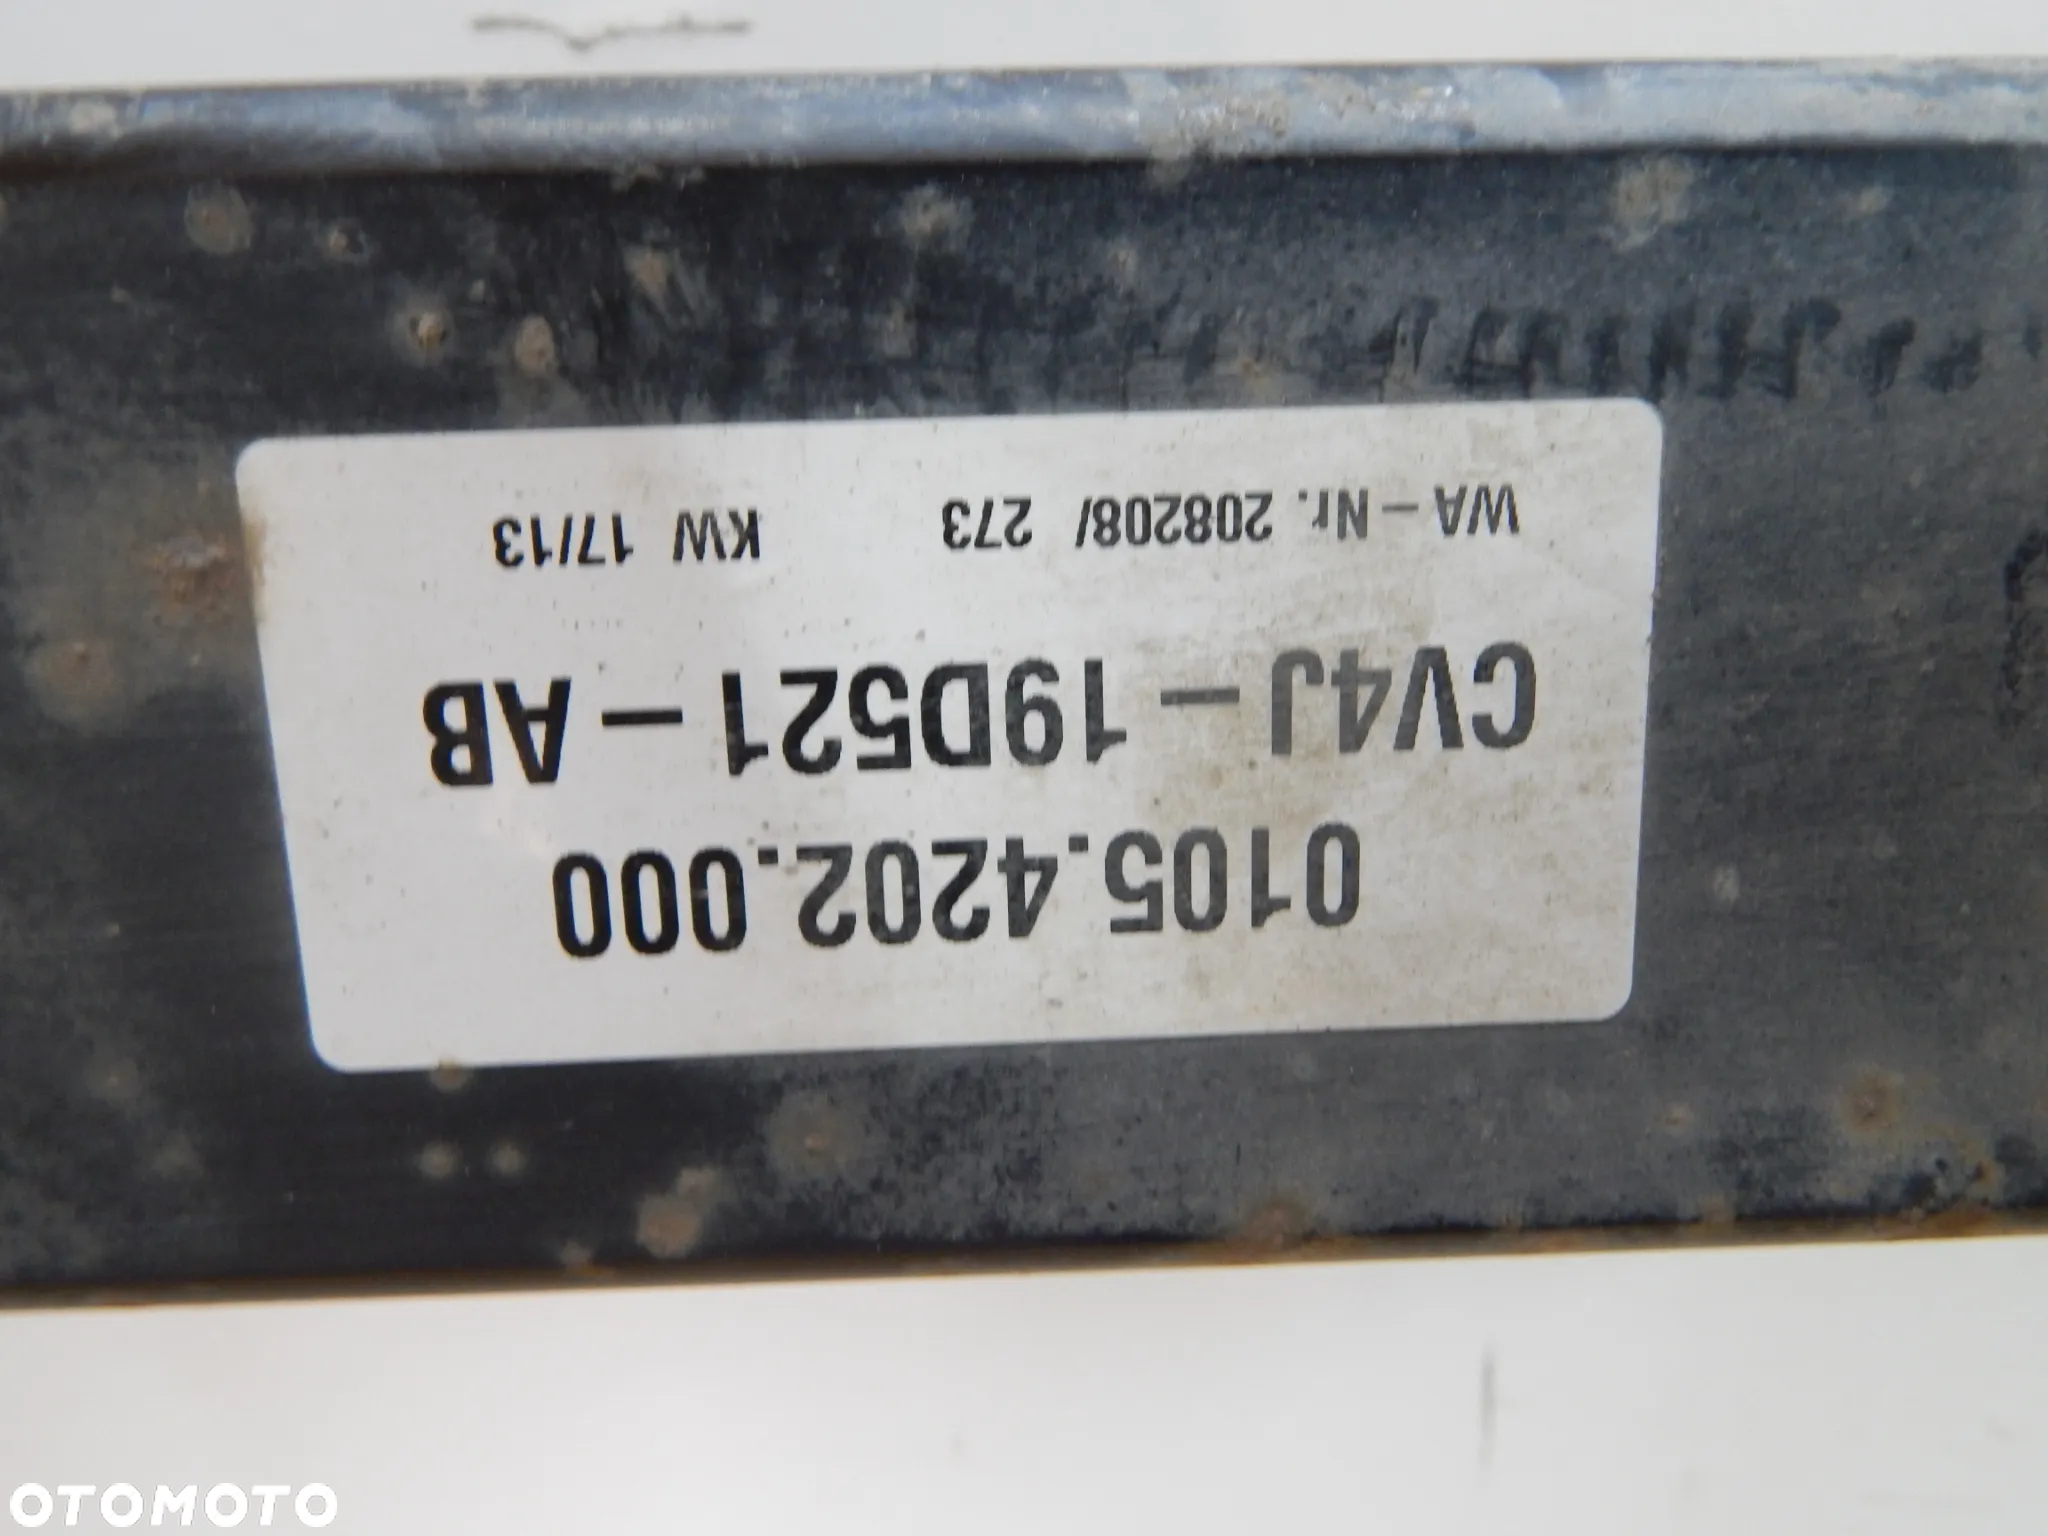 0105.4202.000
CV4J-19D521-AB
WA-Nr. 208208/ 273 KW 17/13
OTOMOTO